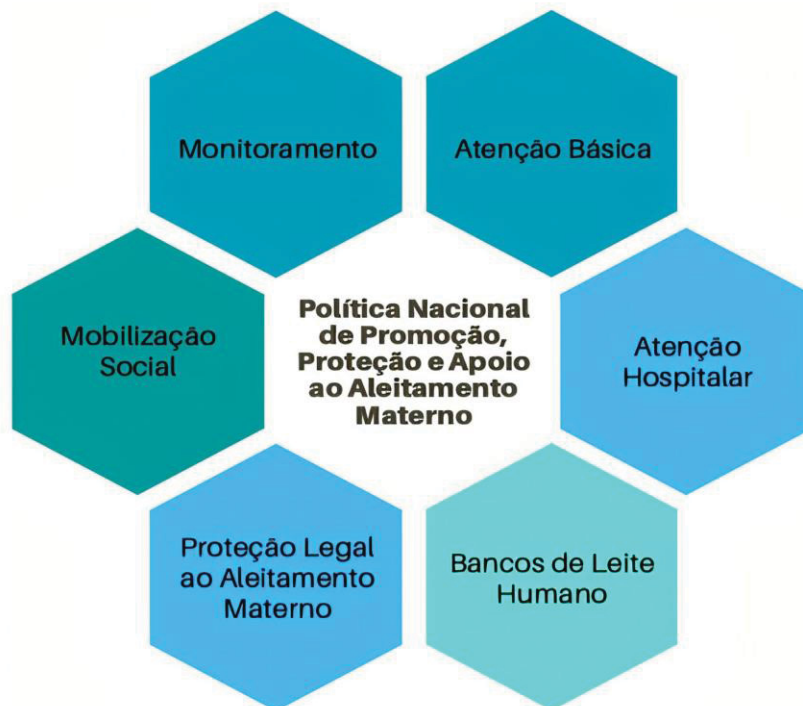 Monitoramento
Atenção Básica
Mobilização
Social
Política Nacional
de Promoção,
Proteção e Apoio
ao Aleitamento
Materno
Atenção
Hospitalar
Proteção Legal
ao Aleitamento
Materno
Bancos de Leite
Humano